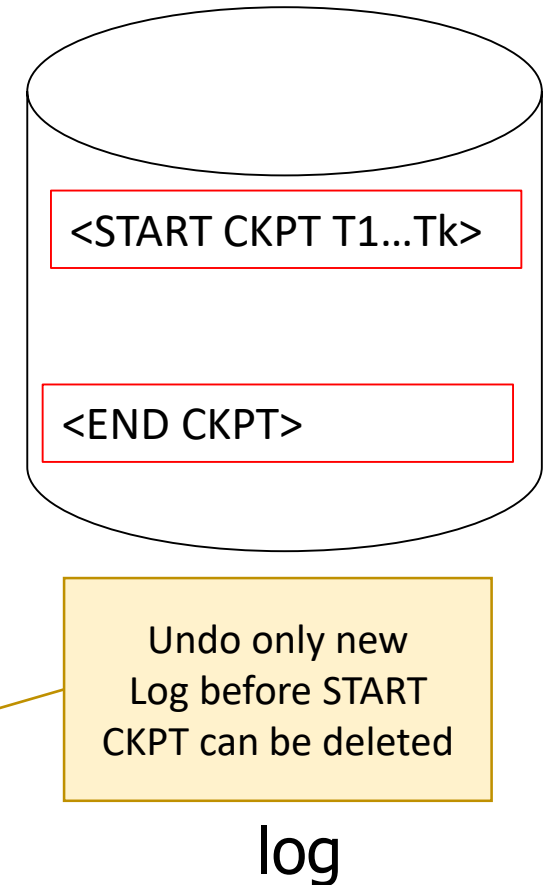 <START CKPT T1…Tk>
<END CKPT>
Undo only new
Log before START
CKPT can be deleted
log